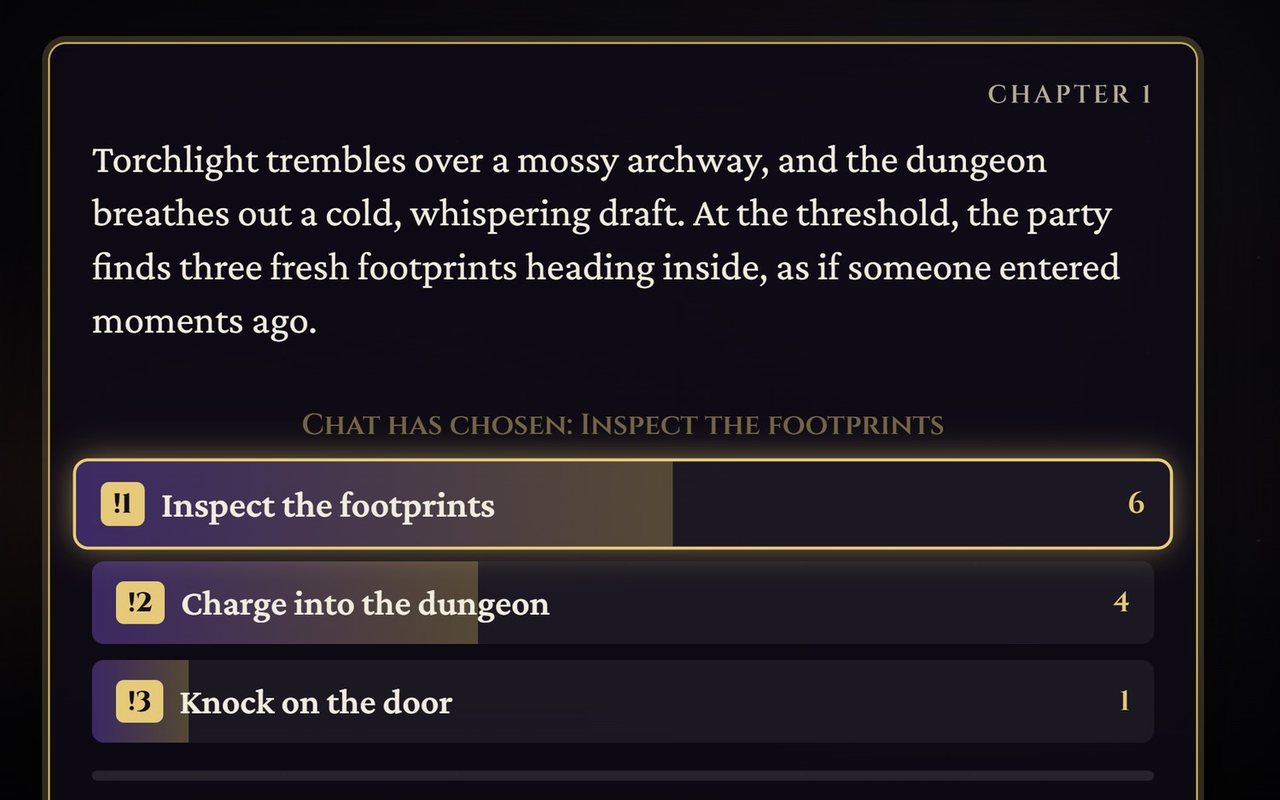 CHAPTER 1
Torchlight trembles over a mossy archway, and the dungeon
breathes out a cold, whispering draft. At the threshold, the party
finds three fresh footprints heading inside, as if someone entered
moments ago.
Chat has chosen: Inspect the footprints
!1 Inspect the footprints 6
!2 Charge into the dungeon 4
!3 Knock on the door 1